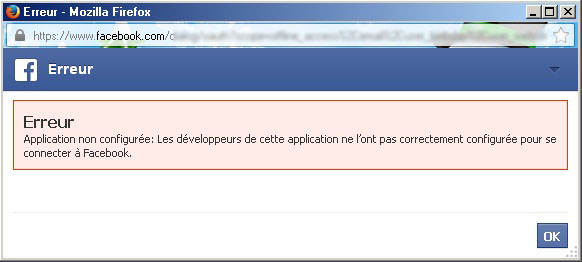 Erreur - Mozilla Firefox
https://www.facebook.com/
Erreur
Erreur
Application non configurée: Les développeurs de cette application ne l'ont pas correctement configurée pour se
connecter à Facebook.
OK